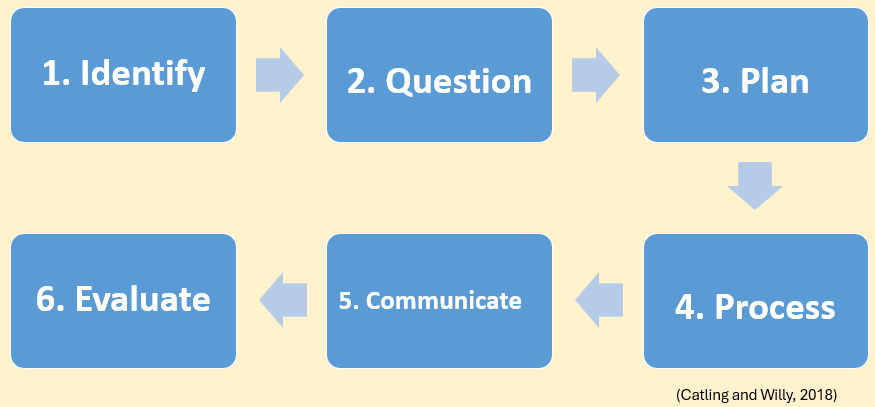 1. Identify
2. Question
3. Plan
4. Process
5. Communicate
6. Evaluate
(Catling and Willy, 2018)